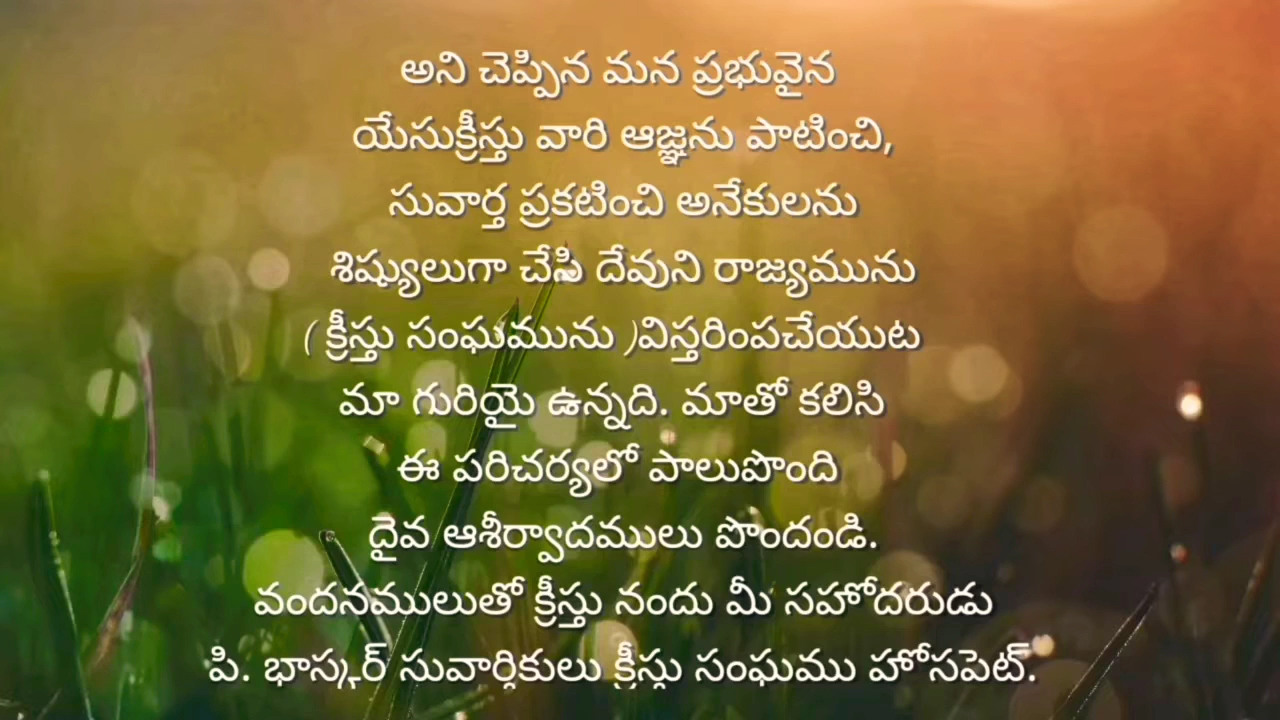 అని చెప్పిన మన ప్రభువైన
యేసుక్రీస్తు వారి ఆజ్ఞను పాటించి,
సువార్త ప్రకటించి అనేకులను
శిష్యులుగా చేసి దేవుని రాజ్యమును
( క్రీస్తు సంఘమును )విస్తరింపచేయుట
మా గురియై ఉన్నది. మాతో కలిసి
ఈ పరిచర్యలో పాలుపొంది
దైవ ఆశీర్వాదములు పొందండి.
వందనములుతో క్రీస్తు నందు మీ సహోదరుడు
పి. భాస్కర్ సువార్తికులు క్రీస్తు సంఘము హోసపెట్.